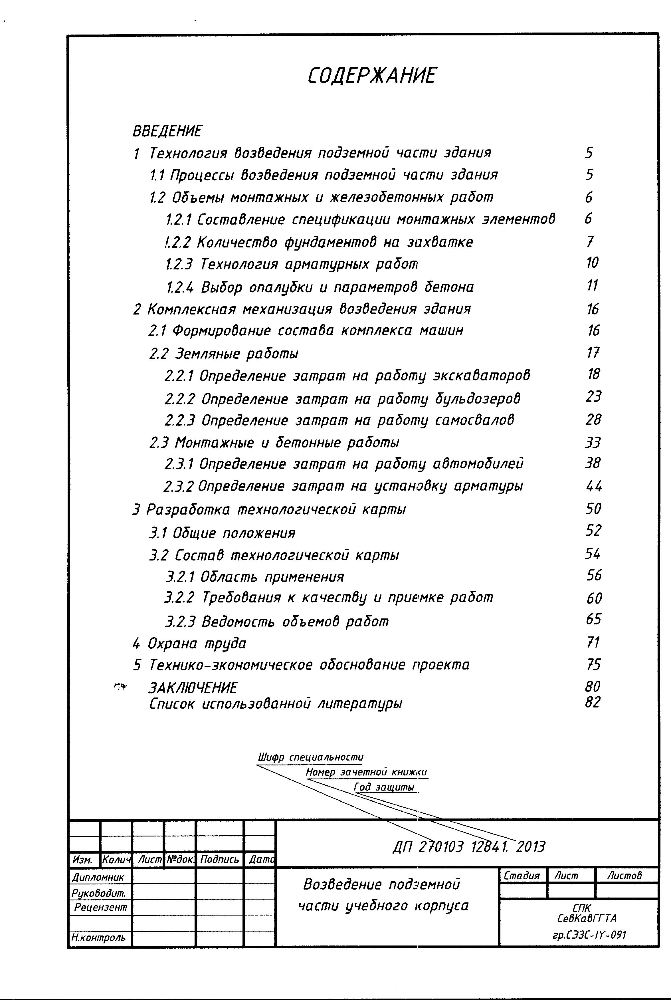 СОДЕРЖАНИЕ
ВВЕДЕНИЕ
1 Технология возведения подземной части здания 5
1.1 Процессы возведения подземной части здания 5
1.2 Объемы монтажных и железобетонных работ 6
1.2.1 Составление спецификации монтажных элементов 6
!.2.2 Количество фундаментов на захватке 7
1.2.3 Технология арматурных работ 10
1.2.4 Выбор опалубки и параметров бетона 11
2 Комплексная механизация возведения здания 16
2.1 Формирование состава комплекса машин 16
2.2 Земляные работы 17
2.2.1 Определение затрат на работу экскаваторов 18
2.2.2 Определение затрат на работу бульдозеров 23
2.2.3 Определение затрат на работу самосвалов 28
2.3 Монтажные и бетонные работы 33
2.3.1 Определение затрат на работу автомобилей 38
2.3.2 Определение затрат на установку арматуры 44
3 Разработка технологической карты 50
3.1 Общие положения 52
3.2 Состав технологической карты 54
3.2.1 Область применения 56
3.2.2 Требования к качеству и приемке работ 60
3.2.3 Ведомость объемов работ 65
4 Охрана труда 71
5 Технико-экономическое обоснование проекта 75
ЗАКЛЮЧЕНИЕ 80
Список использованной литературы 82
Шифр специальности
Номер зачетной книжки
Год защиты
ДП 270103 12841. 2013
Изм. Колич Лист №док. Подпись Дата
Дипломник
Руководит.
Рецензент
Н.контроль
Возведение подземной
части учебного корпуса
Стадия Лист Листов
СПК
СевКавГГТА
гр.СЭЗС-IY-091